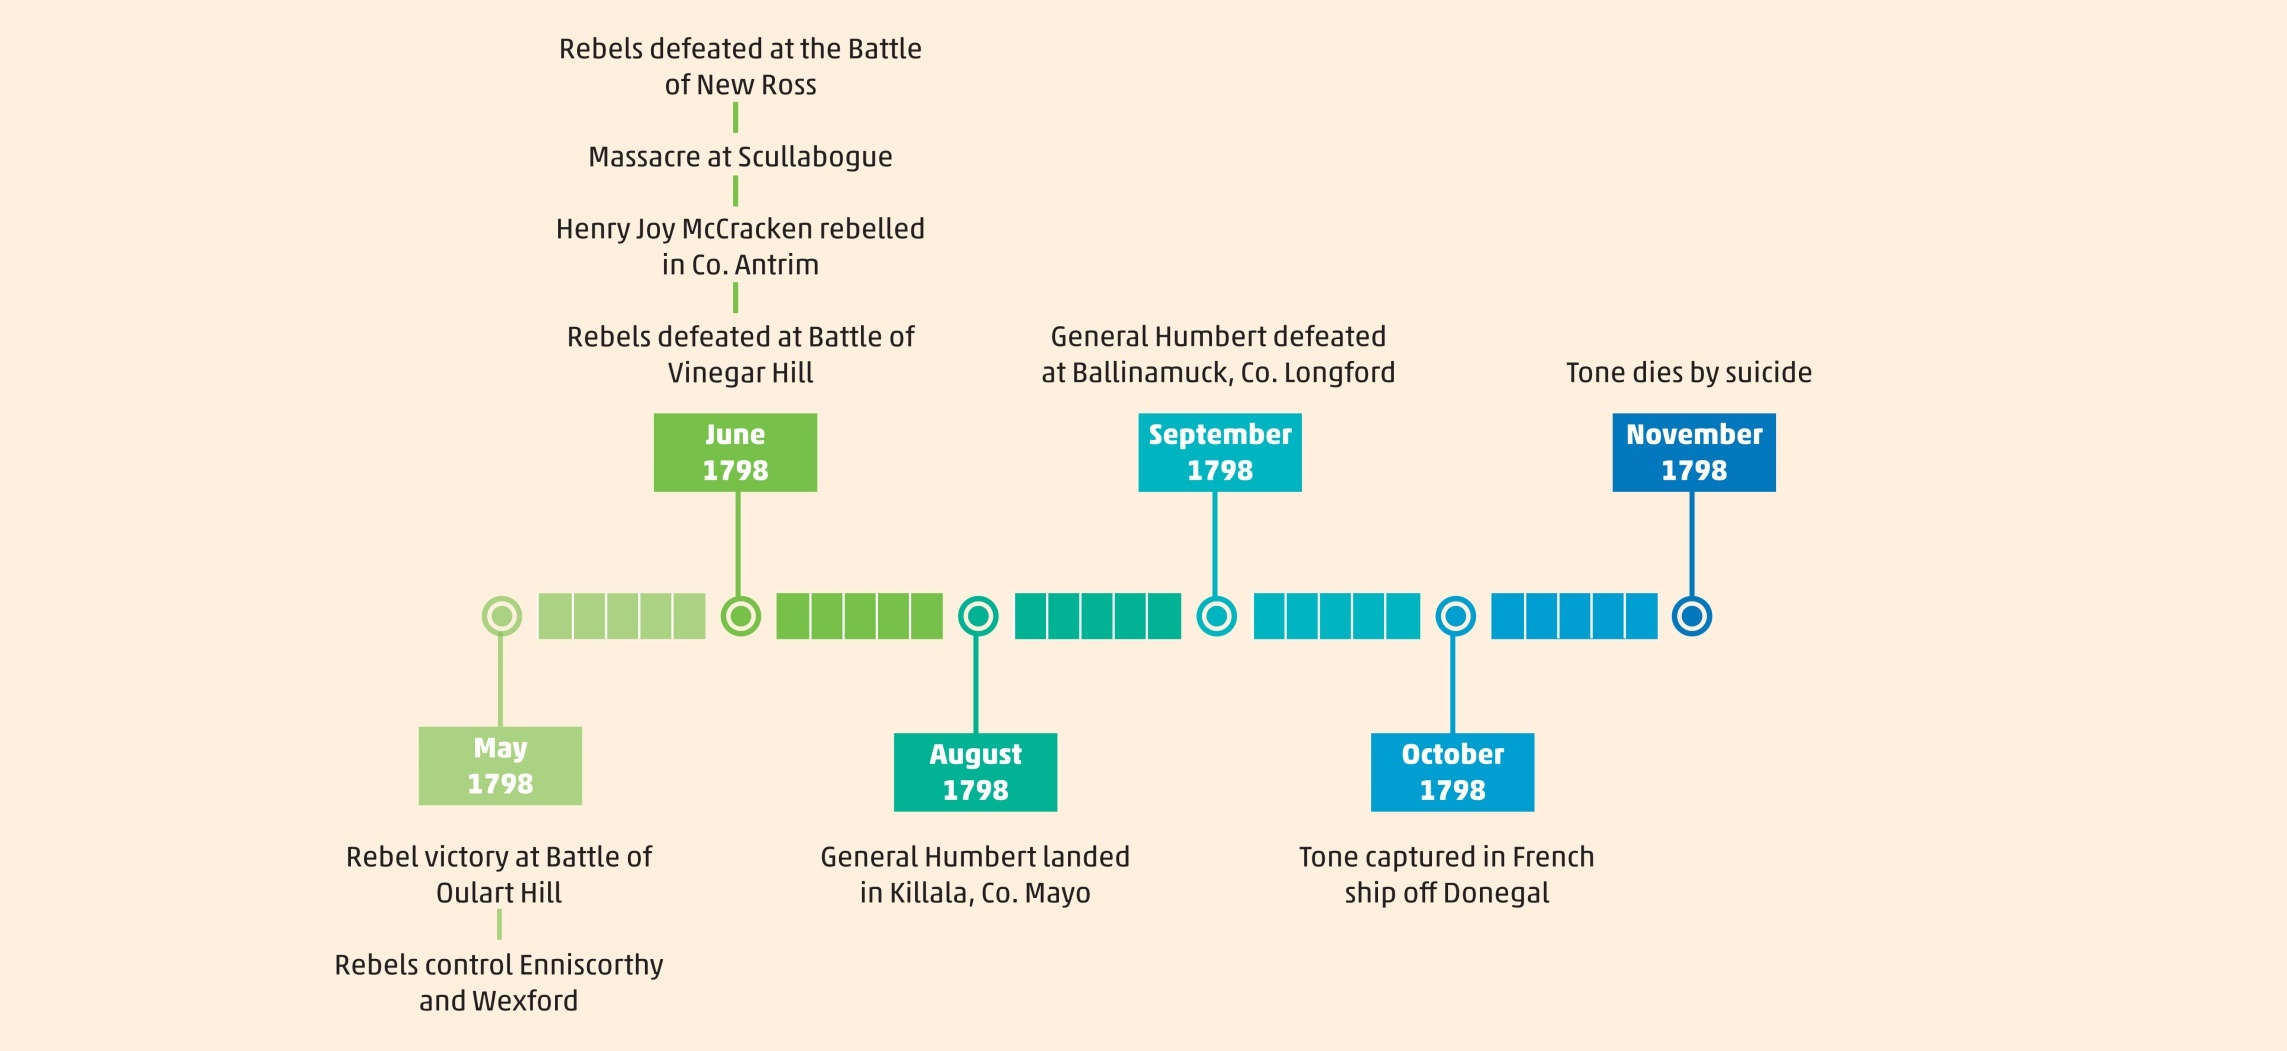 Rebels defeated at the Battle
of New Ross
Massacre at Scullabogue
Henry Joy McCracken rebelled
in Co. Antrim
Rebels defeated at Battle of
Vinegar Hill
June
1798
General Humbert defeated
at Ballinamuck, Co. Longford
September
1798
Tone dies by suicide
November
1798
May
1798
Rebel victory at Battle of
Oulart Hill
Rebels control Enniscorthy
and Wexford
August
1798
General Humbert landed
in Killala, Co. Mayo
October
1798
Tone captured in French
ship off Donegal